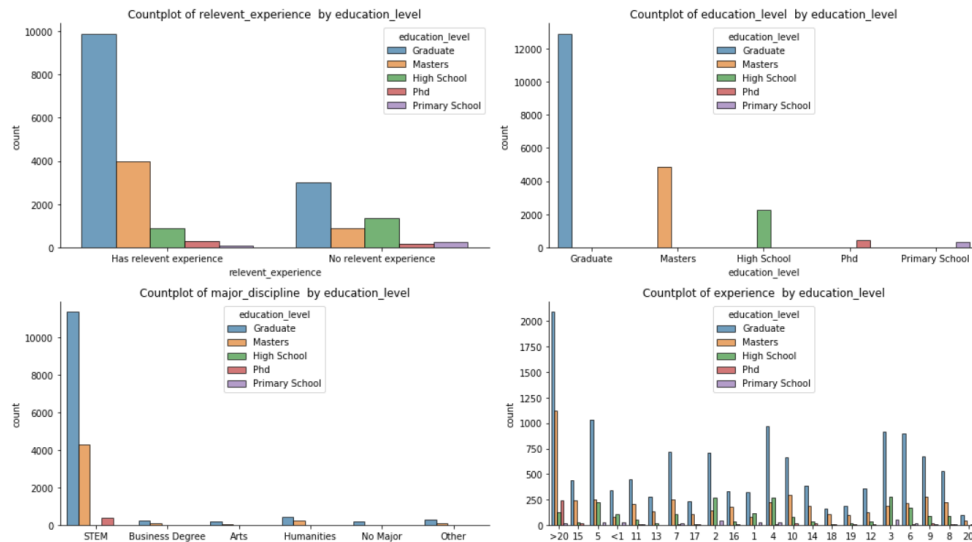 Countplot of relevent_experience by education_level
10000
8000
6000
4000
2000
0
count
education_level
Graduate
Masters
High School
Phd
Primary School
Has relevent experience No relevent experience
relevent_experience
Countplot of education_level by education_level
12000
10000
8000
6000
4000
2000
0
count
education_level
Graduate
Masters
High School
Phd
Primary School
Graduate Masters High School Phd Primary School
education_level
Countplot of major_discipline by education_level
10000
8000
6000
4000
2000
0
count
education_level
Graduate
Masters
High School
Phd
Primary School
STEM Business Degree Arts Humanities No Major Other
Countplot of experience by education_level
2000
1750
1500
1250
1000
750
500
250
0
count
education_level
Graduate
Masters
High School
Phd
Primary School
>20 15 5 <1 11 13 7 17 2 16 1 4 10 14 18 19 12 3 6 9 8 20